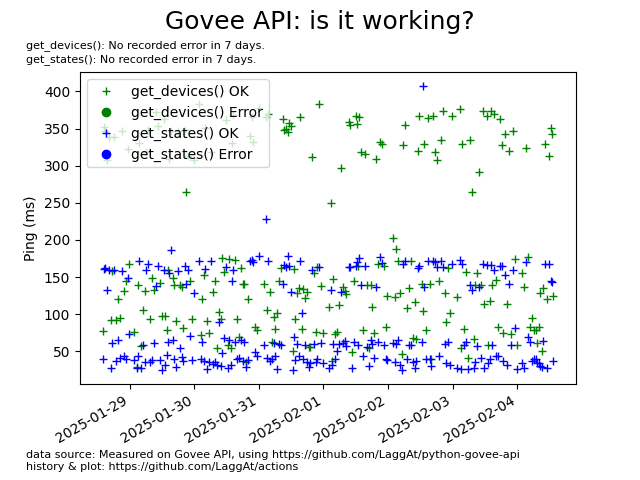 Govee API: is it working?
get_devices(): No recorded error in 7 days.
get_states(): No recorded error in 7 days.
get_devices() OK
get_devices() Error
get_states() OK
get_states() Error
Ping (ms)
400
350
300
250
200
150
100
50
2025-01-29
2025-01-30
2025-01-31
2025-02-01
2025-02-02
2025-02-03
2025-02-04
data source: Measured on Govee API, using https://github.com/LaggAt/python-govee-api
history & plot: https://github.com/LaggAt/actions